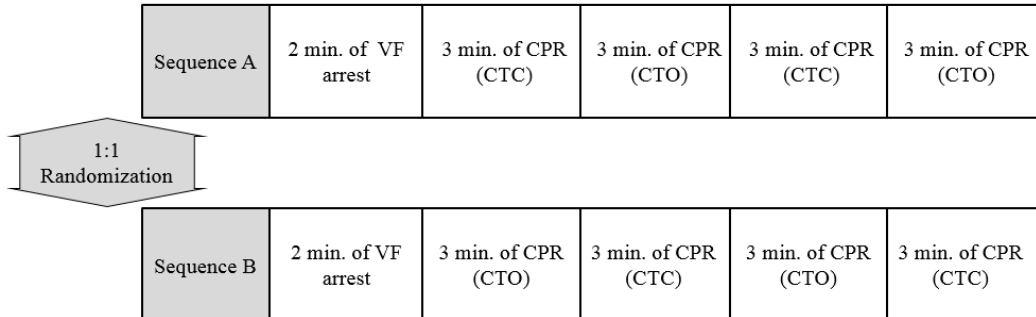 Sequence A
2 min. of VF
arrest
3 min. of CPR
(CTC)
3 min. of CPR
(CTO)
3 min. of CPR
(CTC)
3 min. of CPR
(CTO)
1:1
Randomization
Sequence B
2 min. of VF
arrest
3 min. of CPR
(CTO)
3 min. of CPR
(CTC)
3 min. of CPR
(CTO)
3 min. of CPR
(CTC)